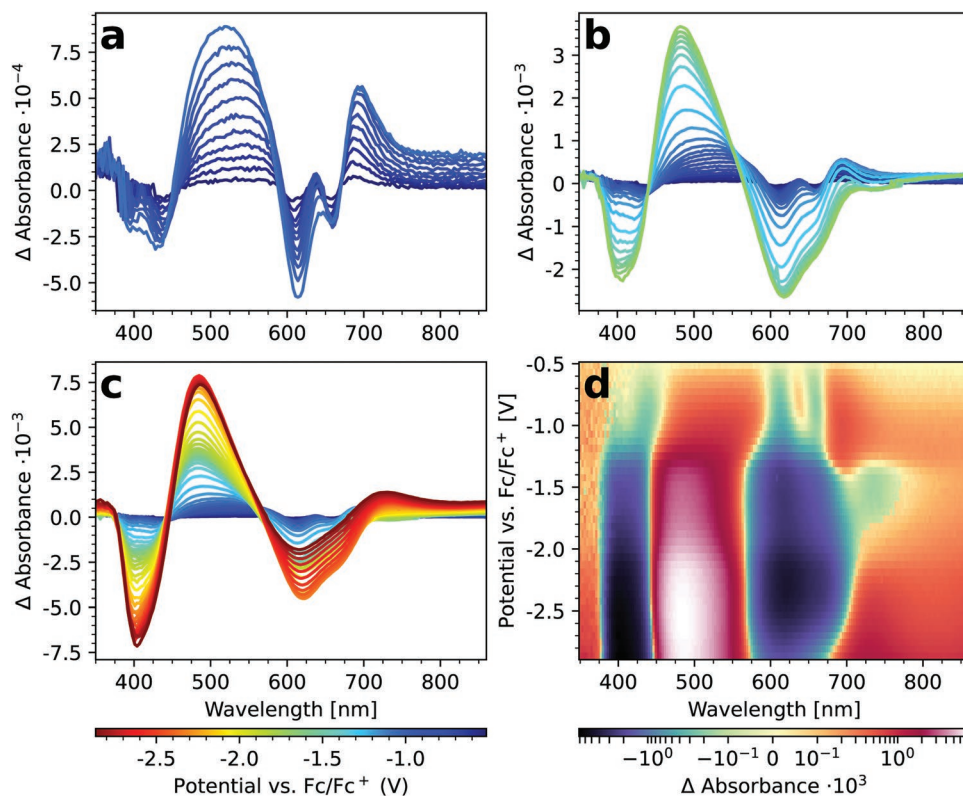 a
Δ Absorbance ·10⁻⁴
7.5
5.0
2.5
0.0
-2.5
-5.0
400 500 600 700 800
b
Δ Absorbance ·10⁻³
3
2
1
0
-1
-2
400 500 600 700 800
c
Δ Absorbance ·10⁻³
7.5
5.0
2.5
0.0
-2.5
-5.0
-7.5
400 500 600 700 800
Wavelength [nm]
-2.5 -2.0 -1.5 -1.0
Potential vs. Fc/Fc⁺ (V)
d
Potential vs. Fc/Fc⁺ [V]
-0.5
-1.0
-1.5
-2.0
-2.5
400 500 600 700 800
Wavelength [nm]
−10⁰ −10⁻¹ 0 10⁻¹ 10⁰
Δ Absorbance ·10³